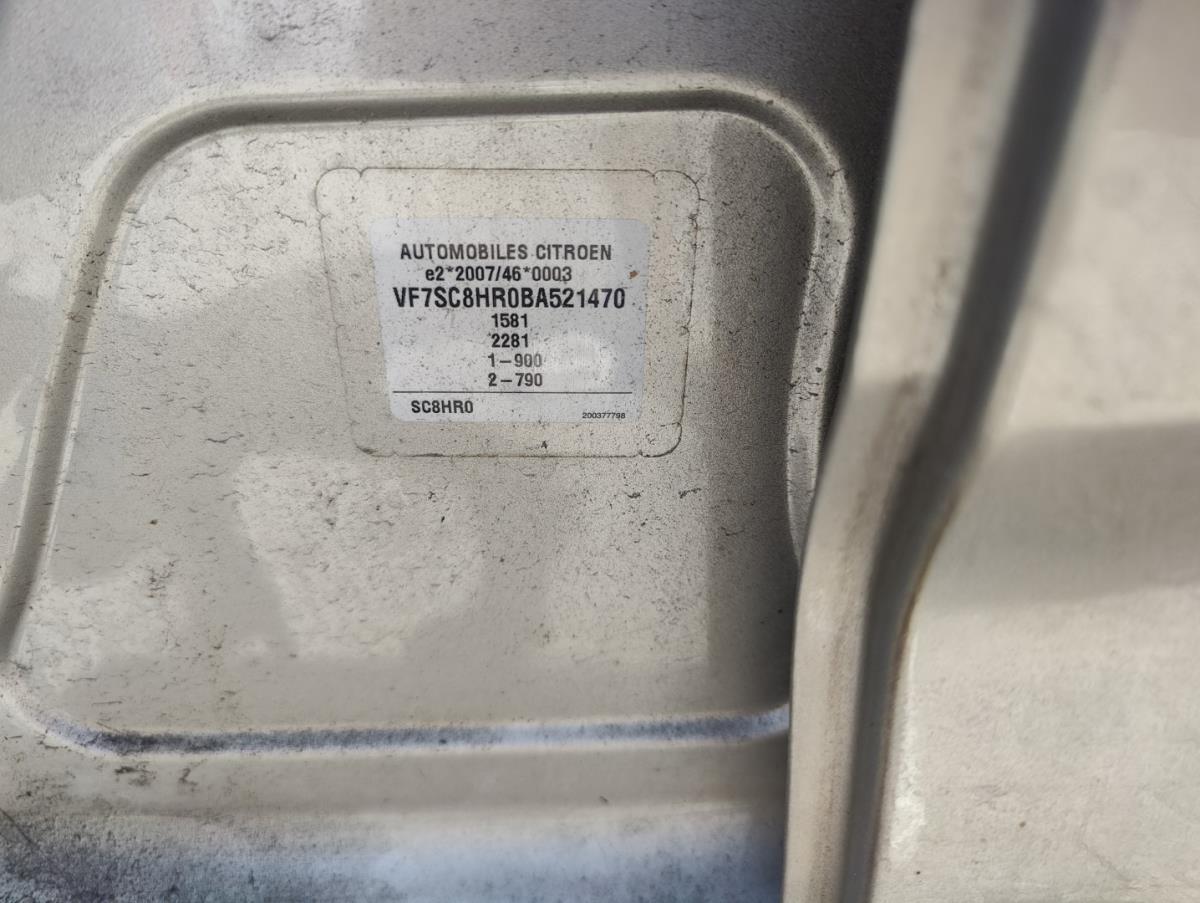 AUTOMOBILES CITROEN
e2*2007/46*0003
VF7SC8HR0BA521470
1581
2281
1-900
2-790
SC8HR0
200377798